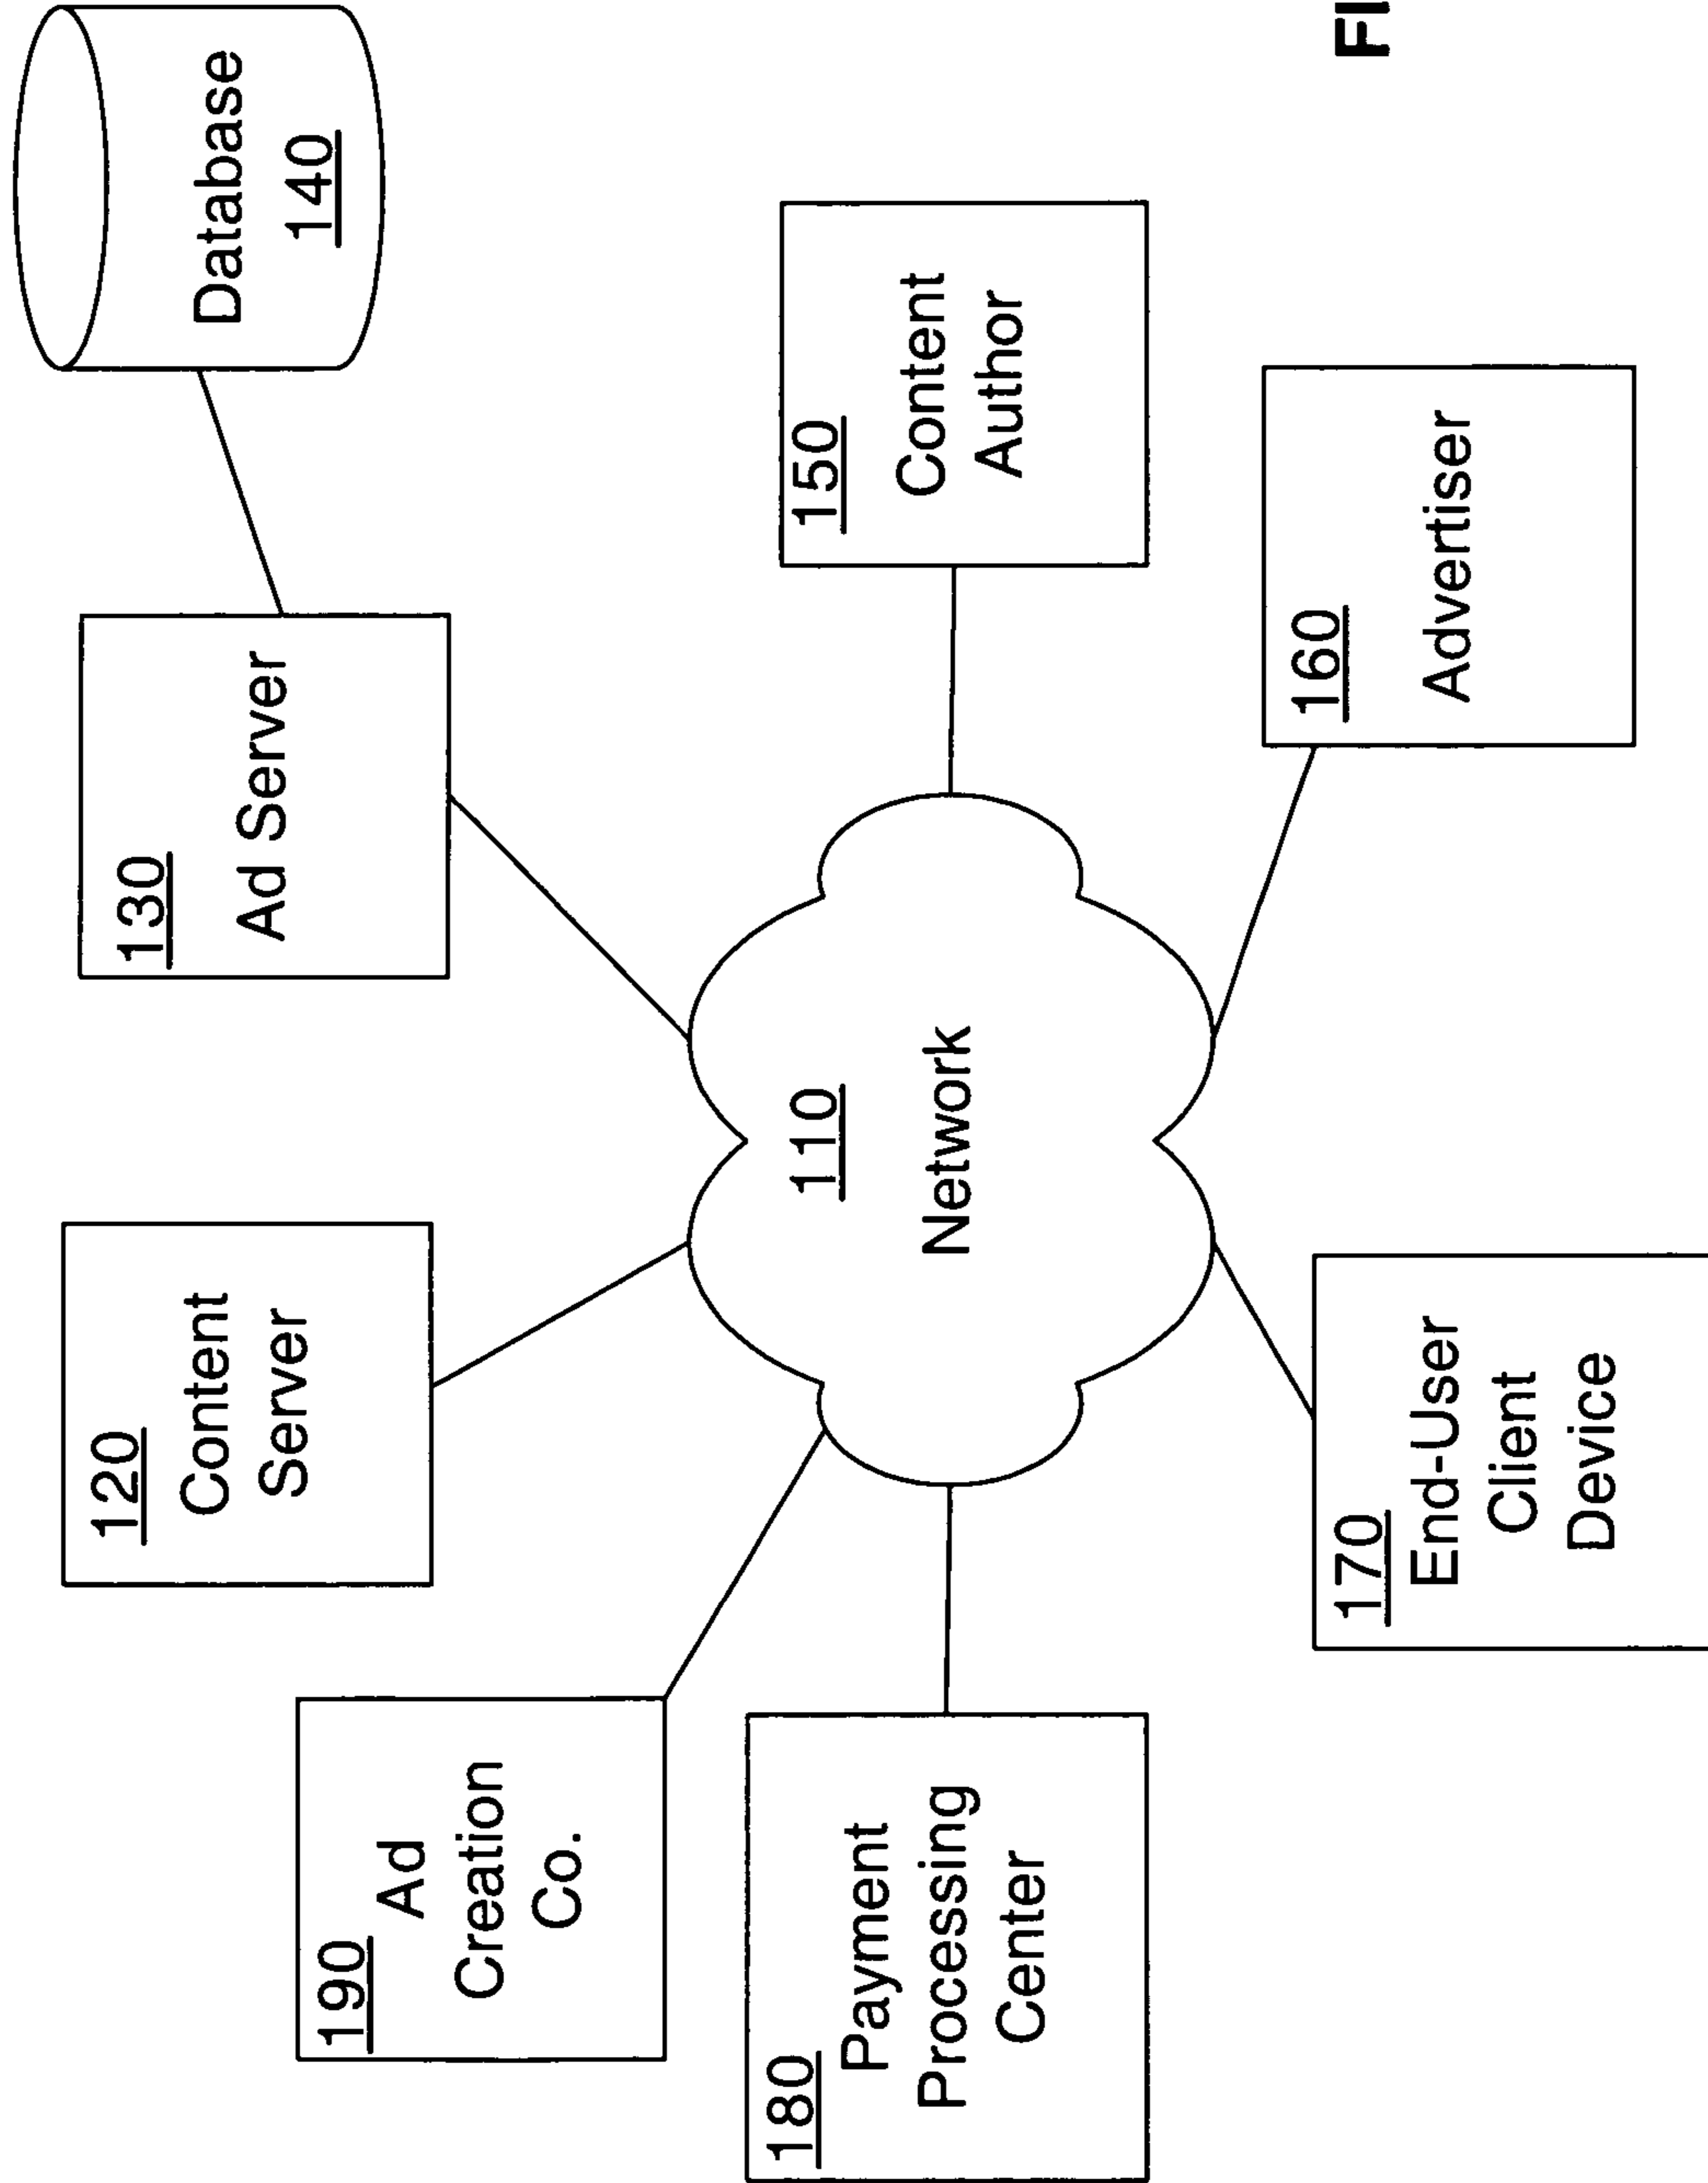 120
Content
Server
130
Ad Server
Database
140
190
Ad
Creation
Co.
180
Payment
Processing
Center
110
Network
150
Content
Author
170
End-User
Client
Device
160
Advertiser